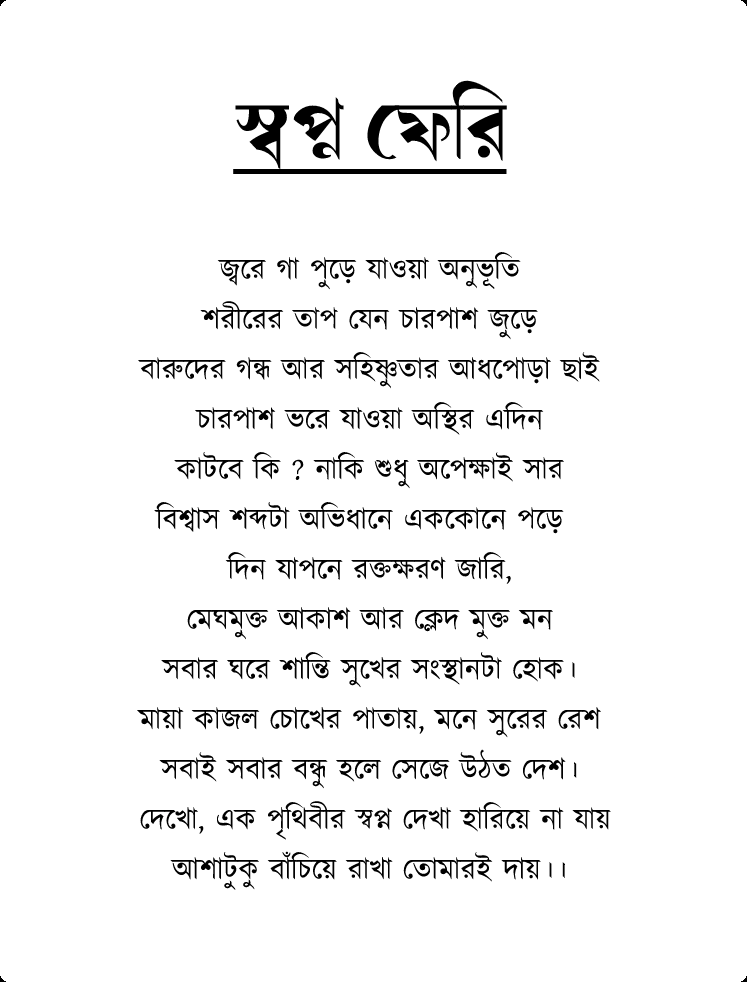 স্বপ্ন ফেরি
জ্বরে গা পুড়ে যাওয়া অনুভূতি
শরীরের তাপ যেন চারপাশ জুড়ে
বারুদের গন্ধ আর সহিষ্ণুতার আধপোড়া ছাই
চারপাশ ভরে যাওয়া অস্থির এদিন
কাটবে কি ? নাকি শুধু অপেক্ষাই সার
বিশ্বাস শব্দটা অভিধানে এককোনে পড়ে
দিন যাপনে রক্তক্ষরণ জারি,
মেঘমুক্ত আকাশ আর ক্লেদ মুক্ত মন
সবার ঘরে শান্তি সুখের সংস্থানটা হোক।
মায়া কাজল চোখের পাতায়, মনে সুরের রেশ
সবাই সবার বন্ধু হলে সেজে উঠত দেশ।
দেখো, এক পৃথিবীর স্বপ্ন দেখা হারিয়ে না যায়
আশাটুকু বাঁচিয়ে রাখা তোমারই দায়।।